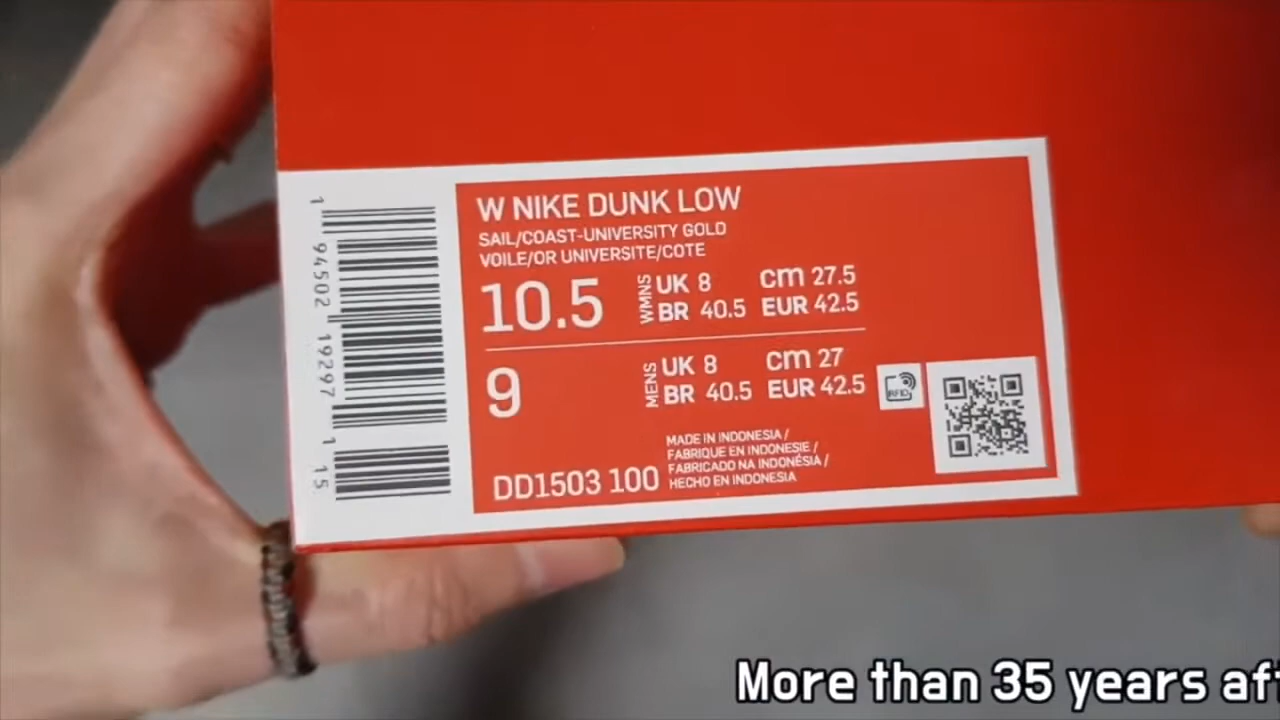 W NIKE DUNK LOW
SAIL/COAST-UNIVERSITY GOLD
VOILE/OR UNIVERSITE/COTE
10.5 WMNS UK 8 cm 27.5
BR 40.5 EUR 42.5
9 MENS UK 8 cm 27
BR 40.5 EUR 42.5
RFID
DD1503 100
MADE IN INDONESIA /
FABRIQUE EN INDONESIE /
FABRICADO NA INDONÉSIA /
HECHO EN INDONESIA
1 94502 19297 1 15
More than 35 years aft